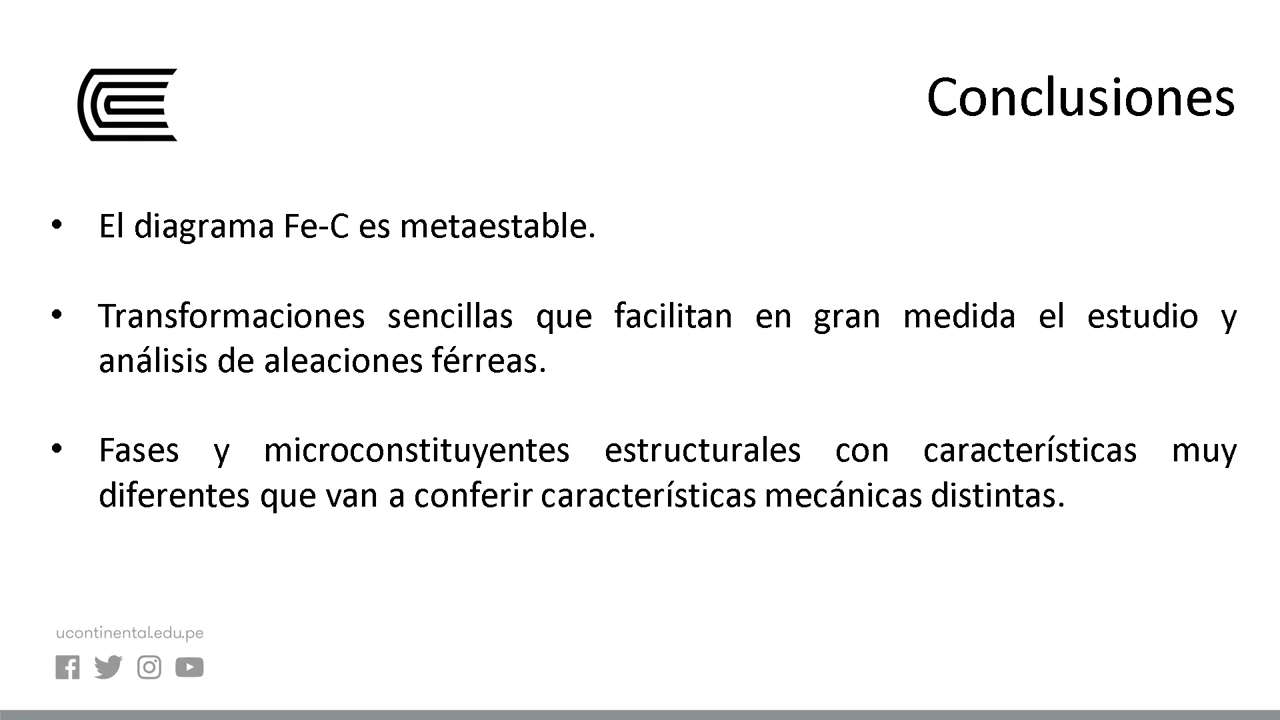 Conclusiones
• El diagrama Fe-C es metaestable.
• Transformaciones sencillas que facilitan en gran medida el estudio y
análisis de aleaciones férreas.
• Fases y microconstituyentes estructurales con características muy
diferentes que van a conferir características mecánicas distintas.
ucontinental.edu.pe